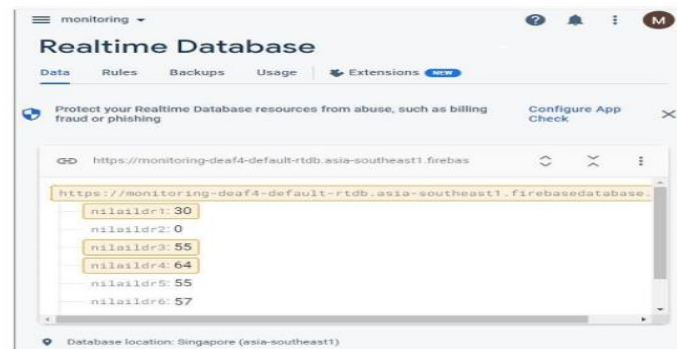 monitoring
M
Realtime Database
Data Rules Backups Usage Extensions NEW
Protect your Realtime Database resources from abuse, such as billing
fraud or phishing
Configure App
Check
https://monitoring-deaf4-default-rtdb.asia-southeast1.firebas
https://monitoring-deaf4-default-rtdb.asia-southeast1.firebasedatabase.
nilaildr1: 30
nilaildr2: 0
nilaildr3: 55
nilaildr4: 64
nilaildr5: 55
nilaildr6: 57
Database location: Singapore (asia-southeast1)